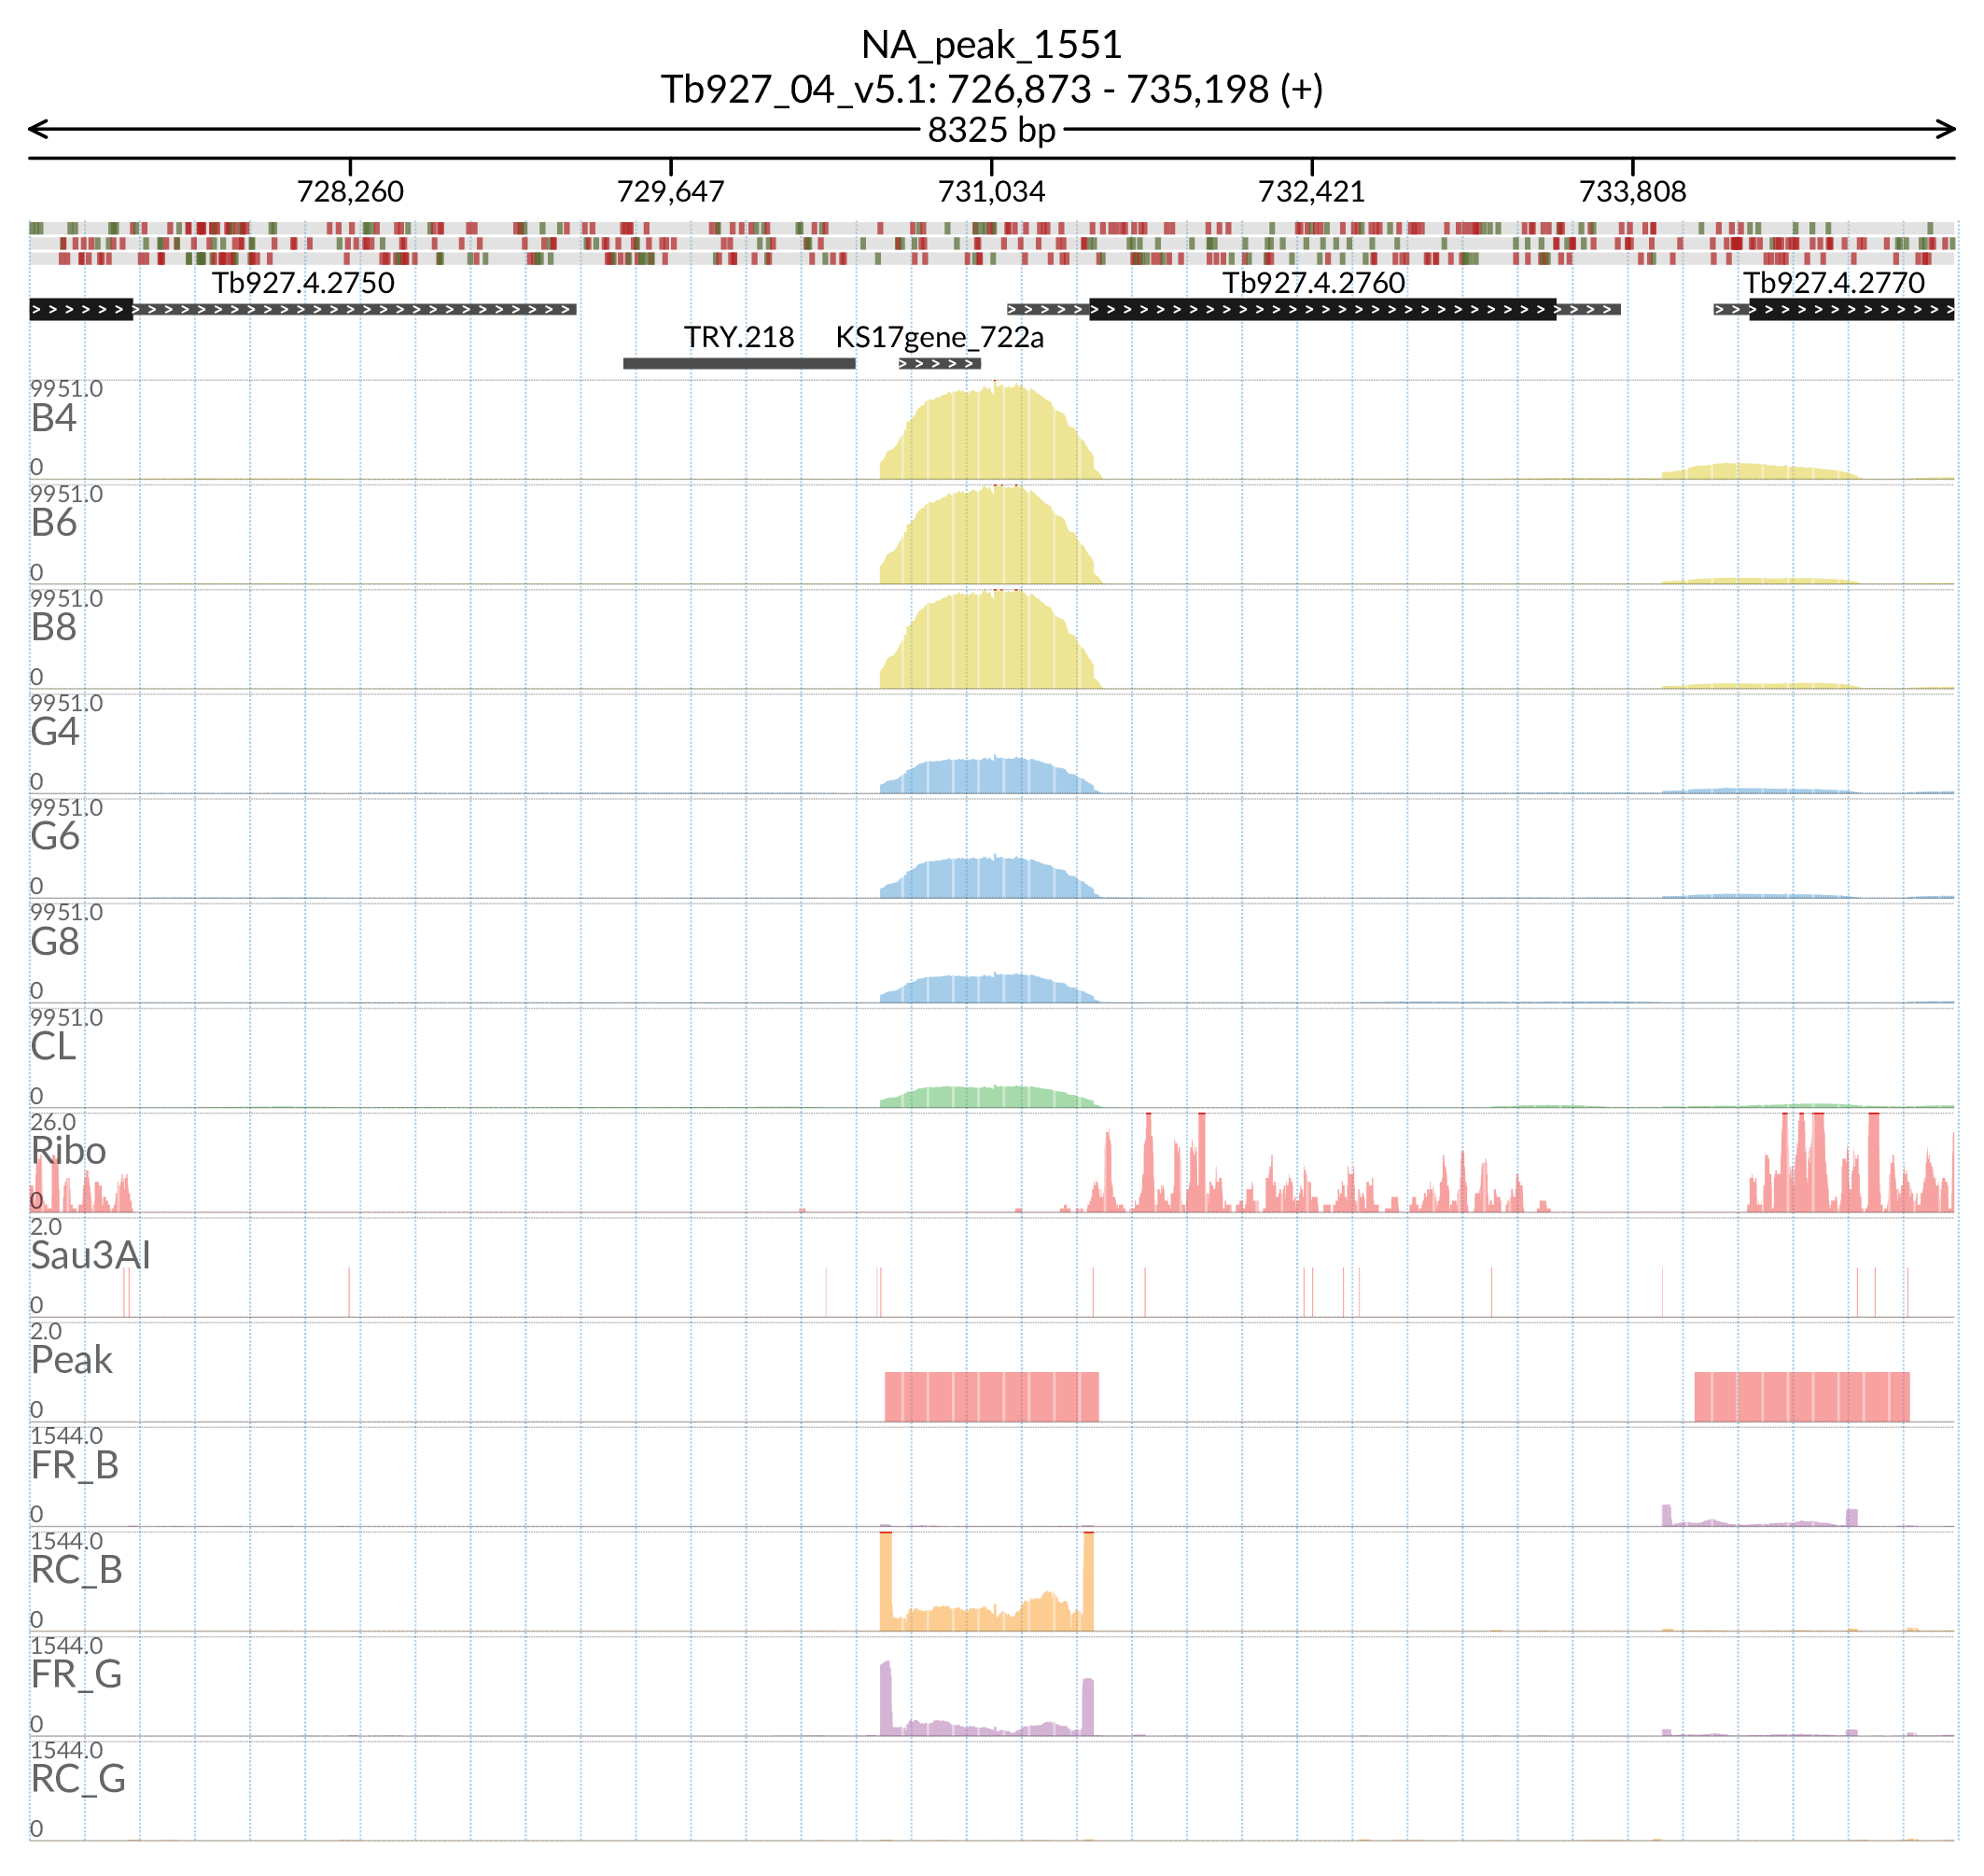 NA_peak_1551
Tb927_04_v5.1: 726,873 - 735,198 (+)
8325 bp
728,260 729,647 731,034 732,421 733,808
Tb927.4.2750 Tb927.4.2760 Tb927.4.2770
TRY.218 KS17gene_722a
9951.0
B4
0
9951.0
B6
0
9951.0
B8
0
9951.0
G4
0
9951.0
G6
0
9951.0
G8
0
9951.0
CL
0
26.0
Ribo
0
2.0
Sau3AI
0
2.0
Peak
0
1544.0
FR_B
0
1544.0
RC_B
0
1544.0
FR_G
0
1544.0
RC_G
0